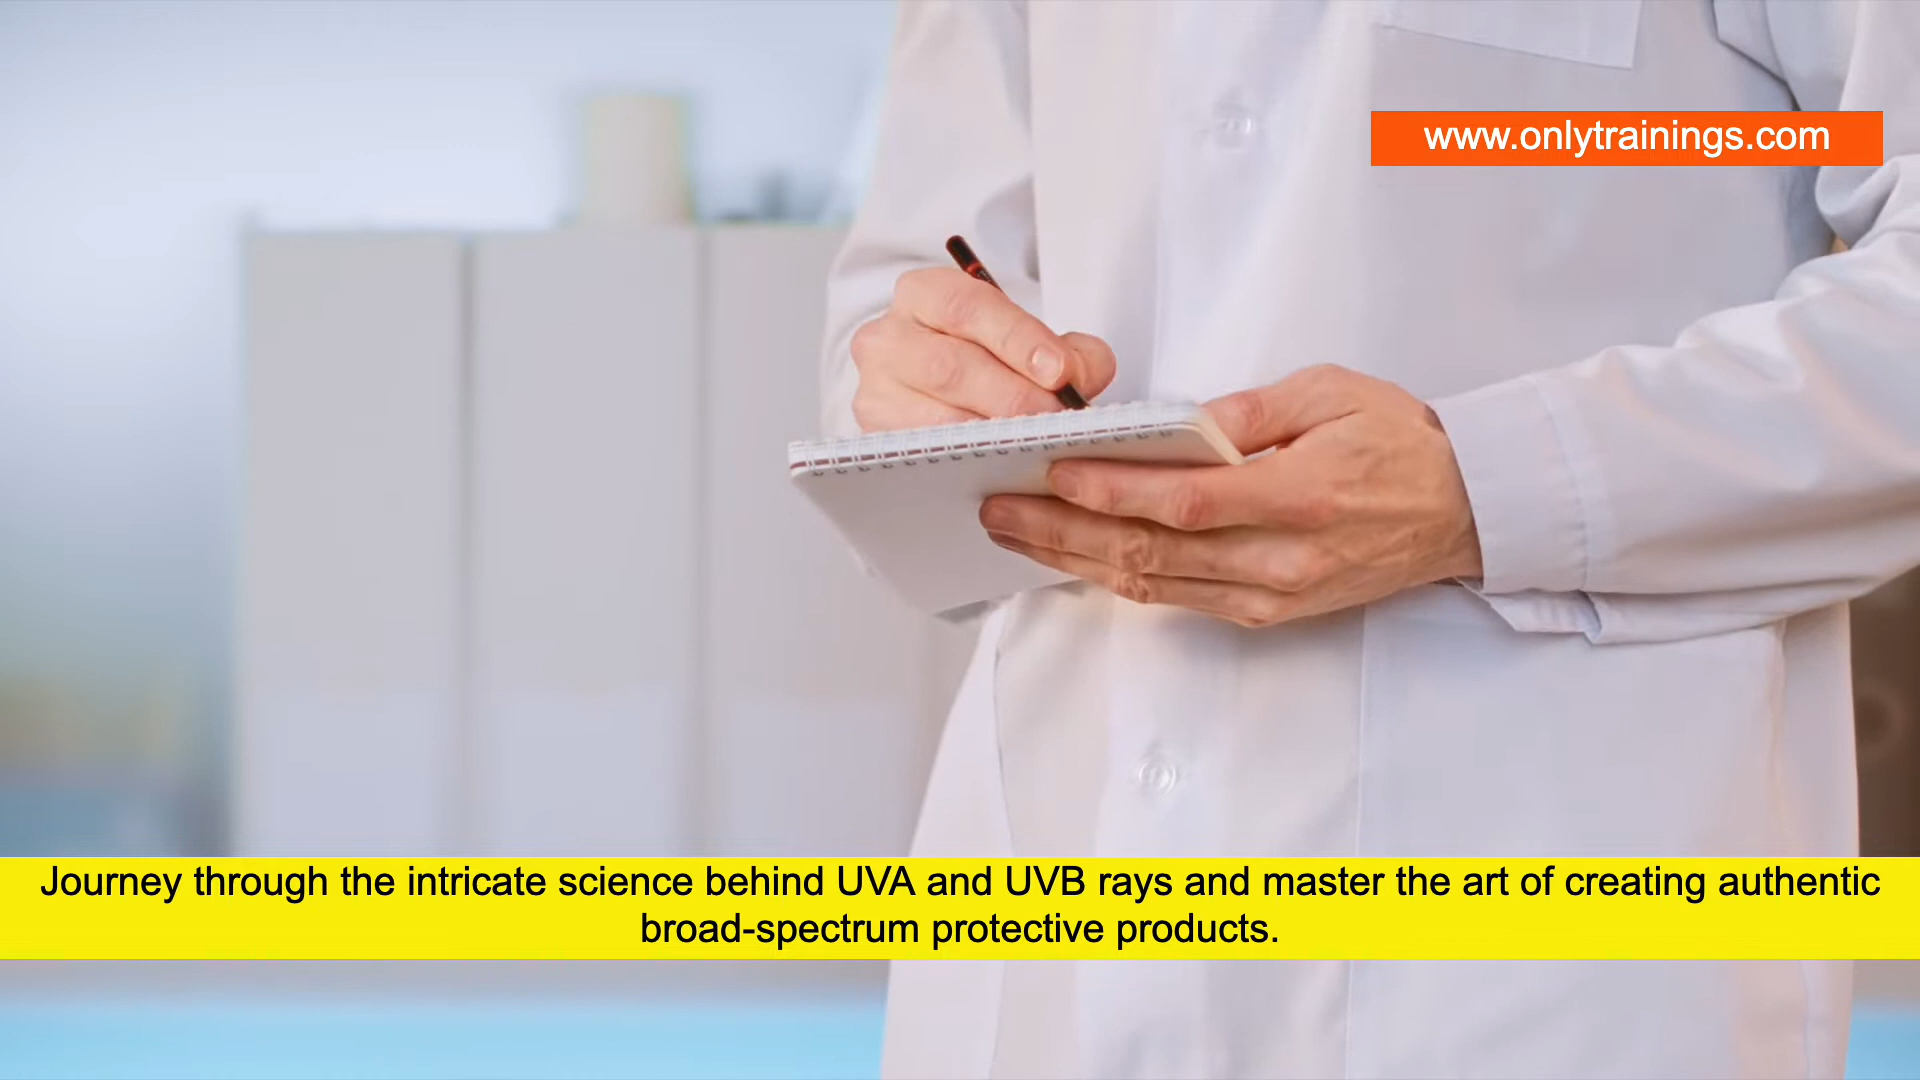 www.onlytrainings.com
Journey through the intricate science behind UVA and UVB rays and master the art of creating authentic
broad-spectrum protective products.